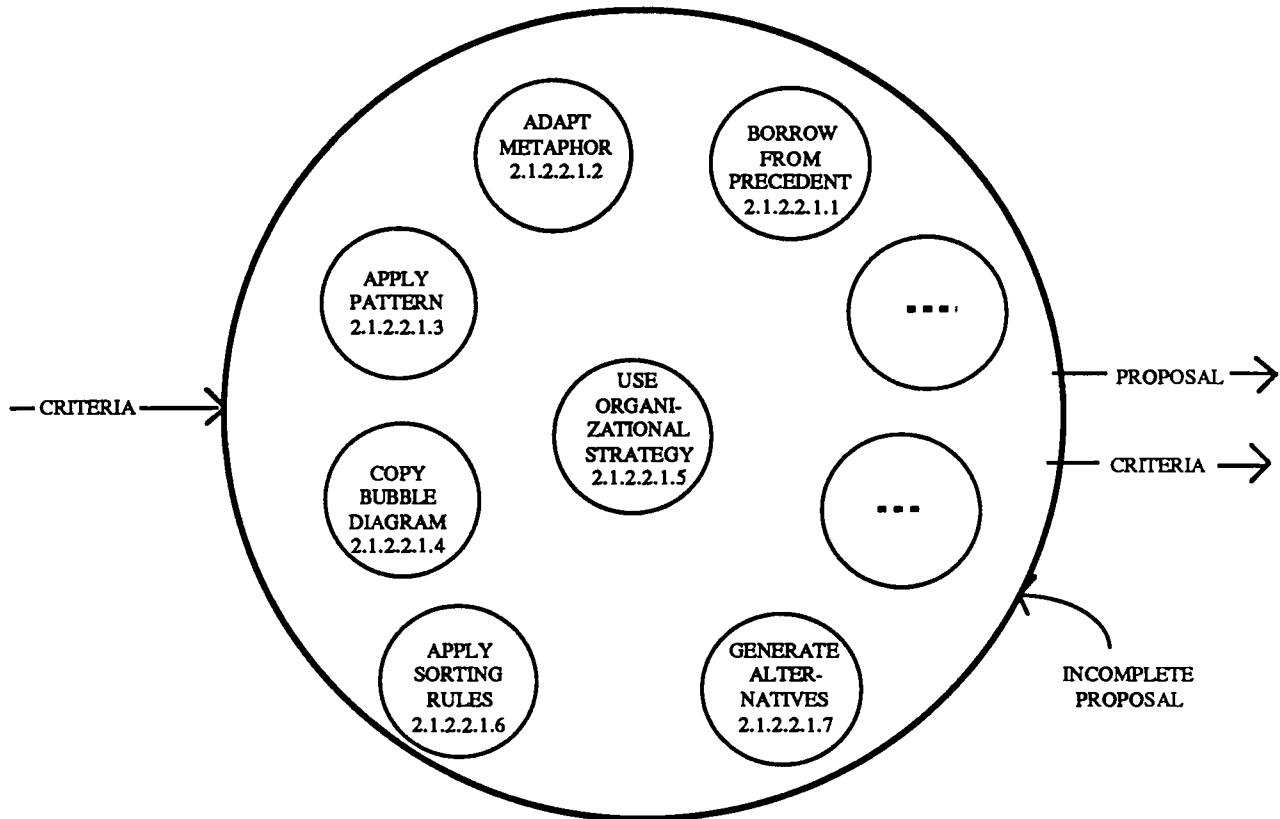 ADAPT
METAPHOR
2.1.2.2.1.2
BORROW
FROM
PRECEDENT
2.1.2.2.1.1
APPLY
PATTERN
2.1.2.2.1.3
----
CRITERIA
USE
ORGANI-
ZATIONAL
STRATEGY
2.1.2.2.1.5
PROPOSAL
CRITERIA
COPY
BUBBLE
DIAGRAM
2.1.2.2.1.4
---
APPLY
SORTING
RULES
2.1.2.2.1.6
GENERATE
ALTER-
NATIVES
2.1.2.2.1.7
INCOMPLETE
PROPOSAL